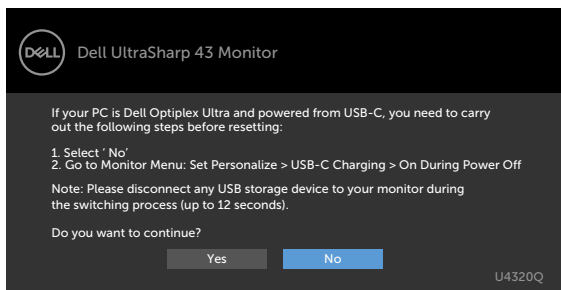 DELL
Dell UltraSharp 43 Monitor
If your PC is Dell Optiplex Ultra and powered from USB-C, you need to carry
out the following steps before resetting:
1. Select ‘ No’
2. Go to Monitor Menu: Set Personalize > USB-C Charging > On During Power Off
Note: Please disconnect any USB storage device to your monitor during
the switching process (up to 12 seconds).
Do you want to continue?
Yes No
U4320Q